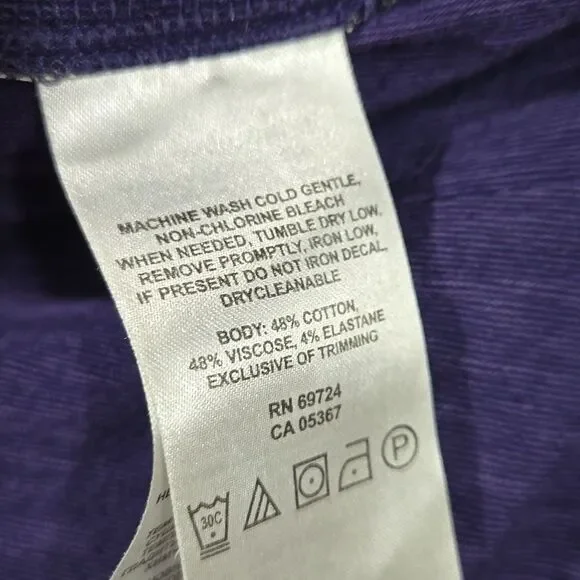 MACHINE WASH COLD GENTLE,
NON-CHLORINE BLEACH
WHEN NEEDED, TUMBLE DRY LOW,
REMOVE PROMPTLY, IRON LOW,
IF PRESENT DO NOT IRON DECAL,
DRYCLEANABLE
BODY: 48% COTTON,
48% VISCOSE, 4% ELASTANE
EXCLUSIVE OF TRIMMING
RN 69724
CA 05367
30C
P